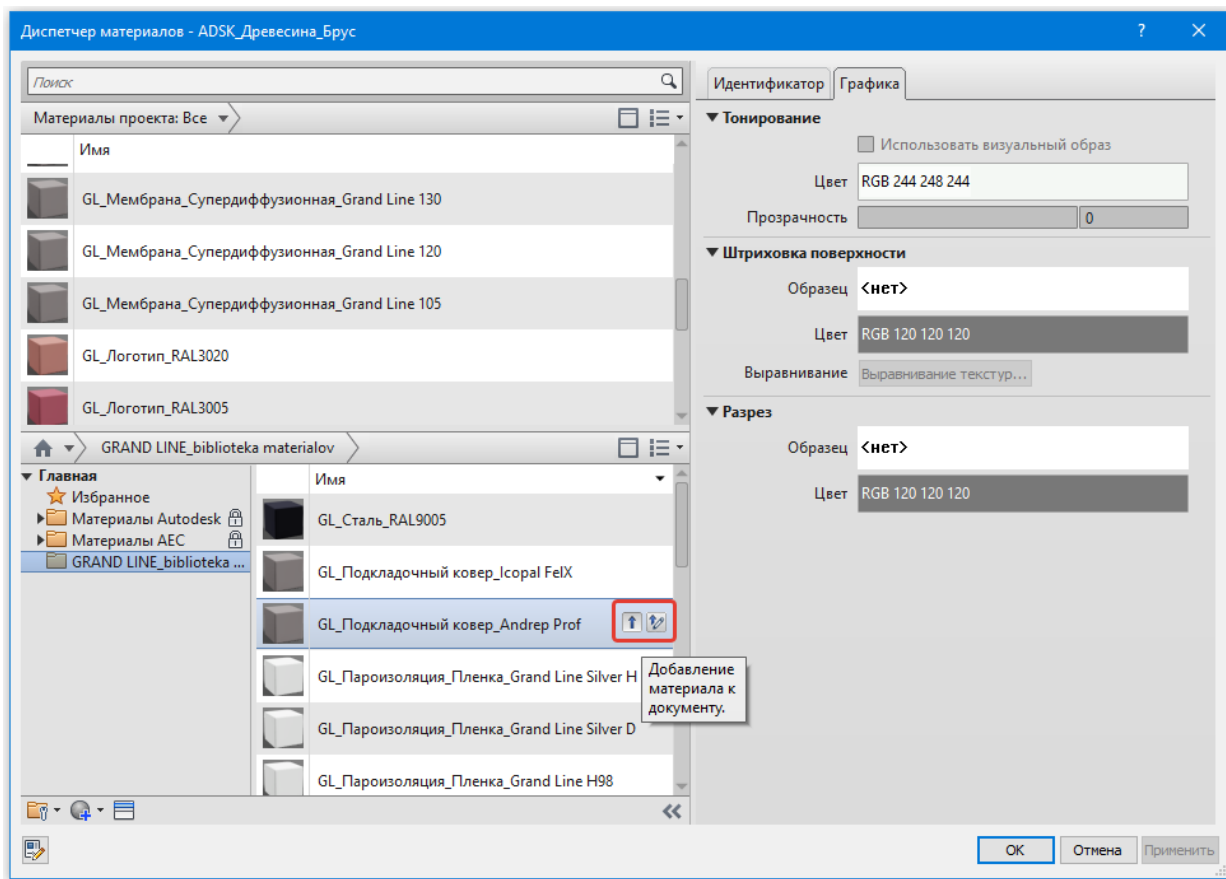 Диспетчер материалов - ADSK_Древесина_Брус
?
Поиск
Материалы проекта: Все
Имя
GL_Мембрана_Супердиффузионная_Grand Line 130
GL_Мембрана_Супердиффузионная_Grand Line 120
GL_Мембрана_Супердиффузионная_Grand Line 105
GL_Логотип_RAL3020
GL_Логотип_RAL3005
GRAND LINE_biblioteka materialov
Главная
Избранное
Материалы Autodesk
Материалы AEC
GRAND LINE_biblioteka ...
Имя
GL_Сталь_RAL9005
GL_Подкладочный ковер_Icopal FelX
GL_Подкладочный ковер_Andrep Prof
GL_Пароизоляция_Пленка_Grand Line Silver H
GL_Пароизоляция_Пленка_Grand Line Silver D
GL_Пароизоляция_Пленка_Grand Line H98
Добавление
материала к
документу.
Идентификатор Графика
Тонирование
Использовать визуальный образ
Цвет RGB 244 248 244
Прозрачность 0
Штриховка поверхности
Образец <нет>
Цвет RGB 120 120 120
Выравнивание Выравнивание текстур...
Разрез
Образец <нет>
Цвет RGB 120 120 120
OK Отмена Применить